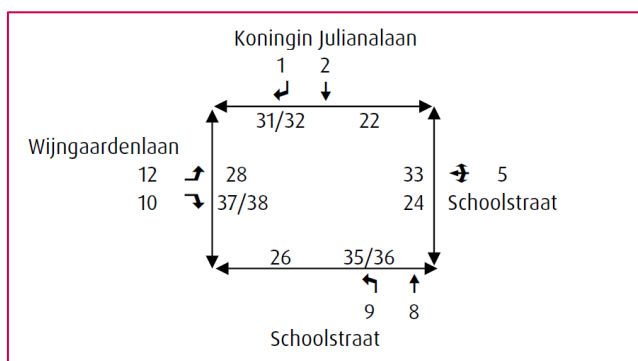 Koningin Julianalaan
1 2
31/32 22
Wijngaardenlaan
12 28 33 5
10 37/38 24 Schoolstraat
26 35/36
9 8
Schoolstraat